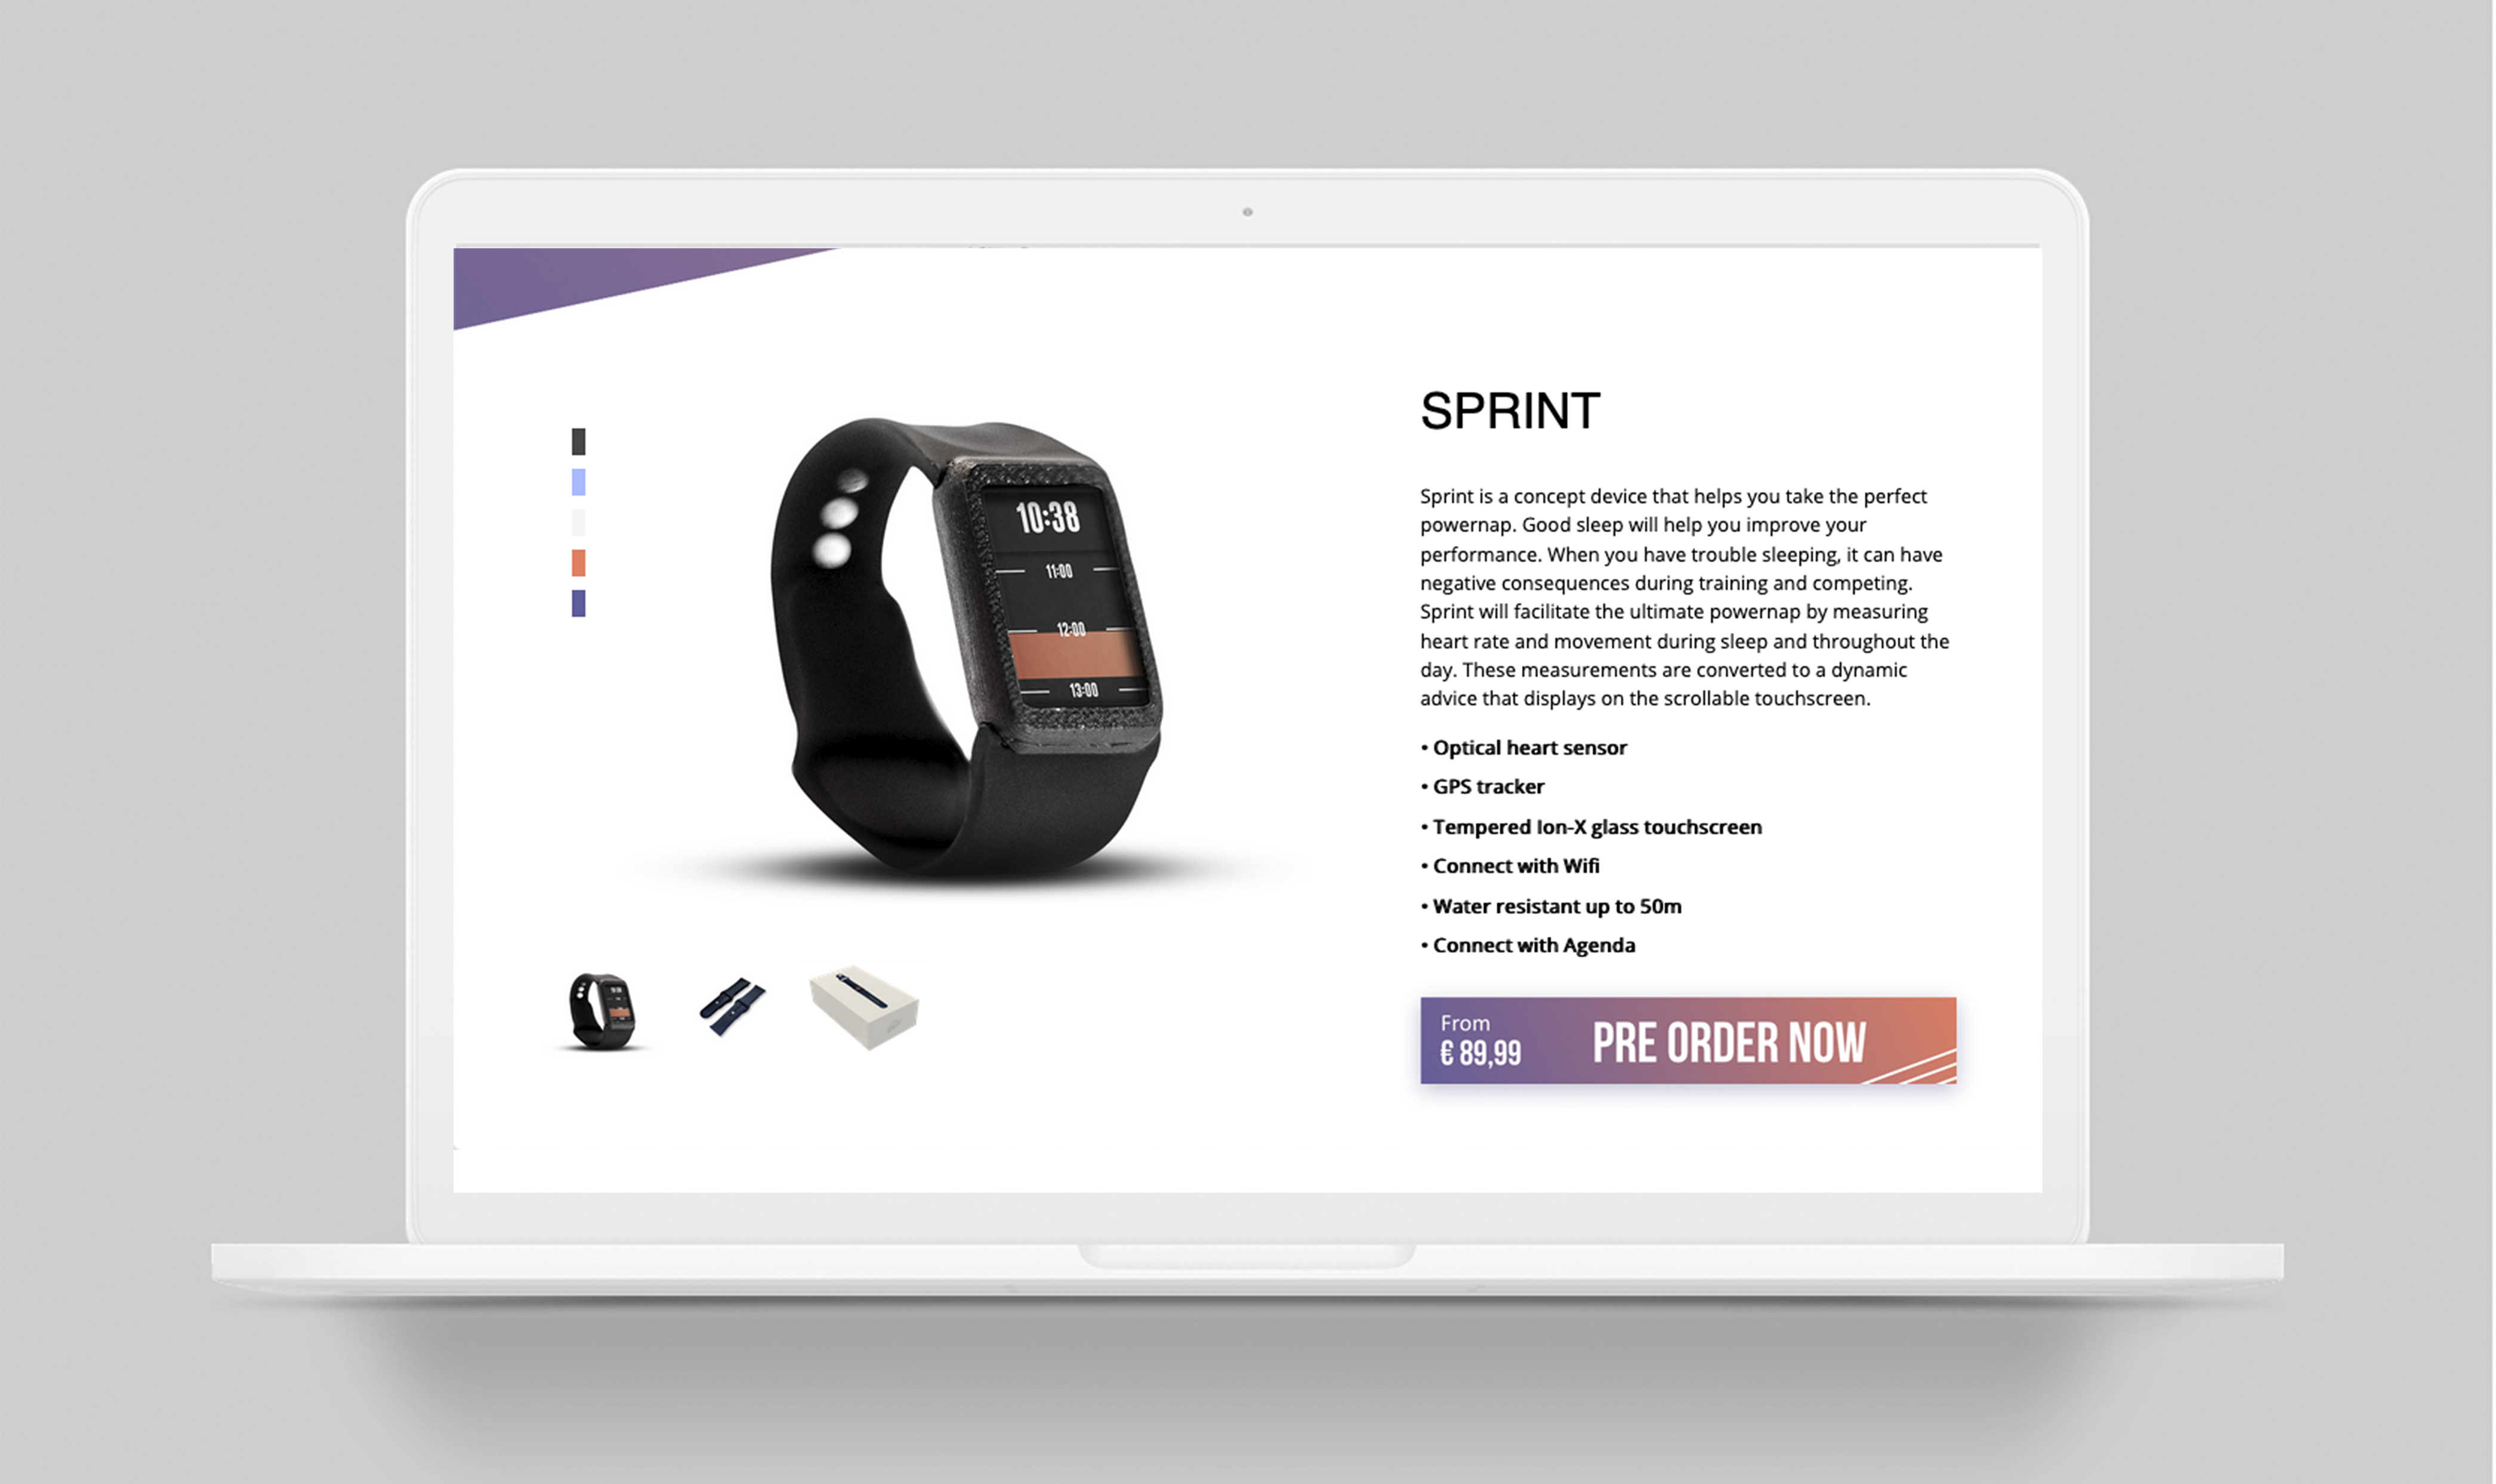 SPRINT
Sprint is a concept device that helps you take the perfect
powernap. Good sleep will help you improve your
performance. When you have trouble sleeping, it can have
negative consequences during training and competing.
Sprint will facilitate the ultimate powernap by measuring
heart rate and movement during sleep and throughout the
day. These measurements are converted to a dynamic
advice that displays on the scrollable touchscreen.
• Optical heart sensor
• GPS tracker
• Tempered Ion-X glass touchscreen
• Connect with Wifi
• Water resistant up to 50m
• Connect with Agenda
From
€ 89,99
PRE ORDER NOW
10:38
11:00
12:00
13:00